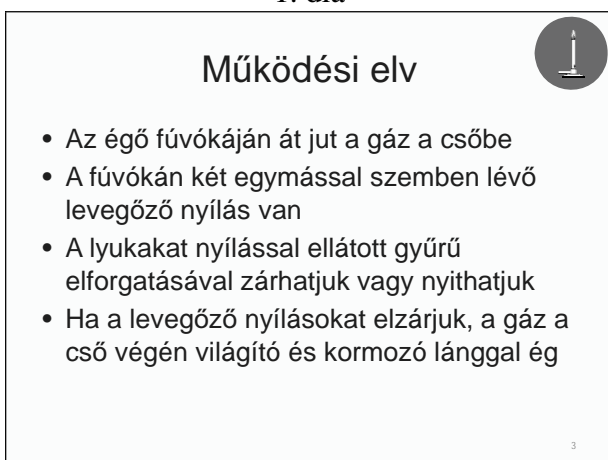 Működési elv
• Az égő fúvókáján át jut a gáz a csőbe
• A fúvókán két egymással szemben lévő
levegőző nyílás van
• A lyukakat nyílással ellátott gyűrű
elforgatásával zárhatjuk vagy nyithatjuk
• Ha a levegőző nyílásokat elzárjuk, a gáz a
cső végén világító és kormozó lánggal ég
3